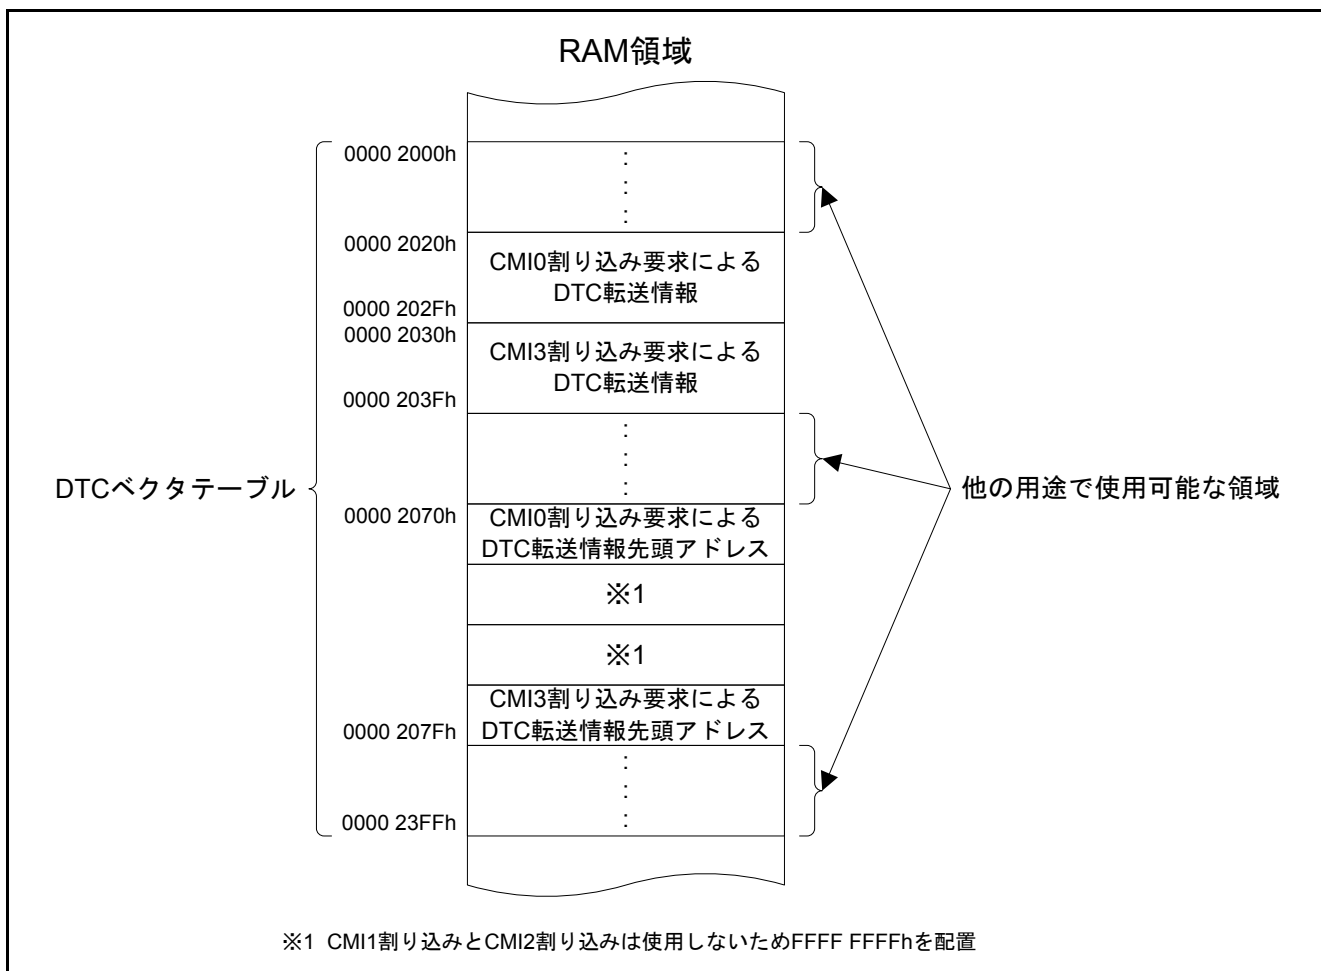 RAM領域
0000 2000h
:
:
:
0000 2020h
CMI0割り込み要求による
DTC転送情報
0000 202Fh
0000 2030h
CMI3割り込み要求による
DTC転送情報
0000 203Fh
:
:
:
DTCベクタテーブル
他の用途で使用可能な領域
0000 2070h
CMI0割り込み要求による
DTC転送情報先頭アドレス
※1
※1
CMI3割り込み要求による
DTC転送情報先頭アドレス
0000 207Fh
:
:
:
0000 23FFh
※1 CMI1割り込みとCMI2割り込みは使用しないためFFFF FFFFhを配置